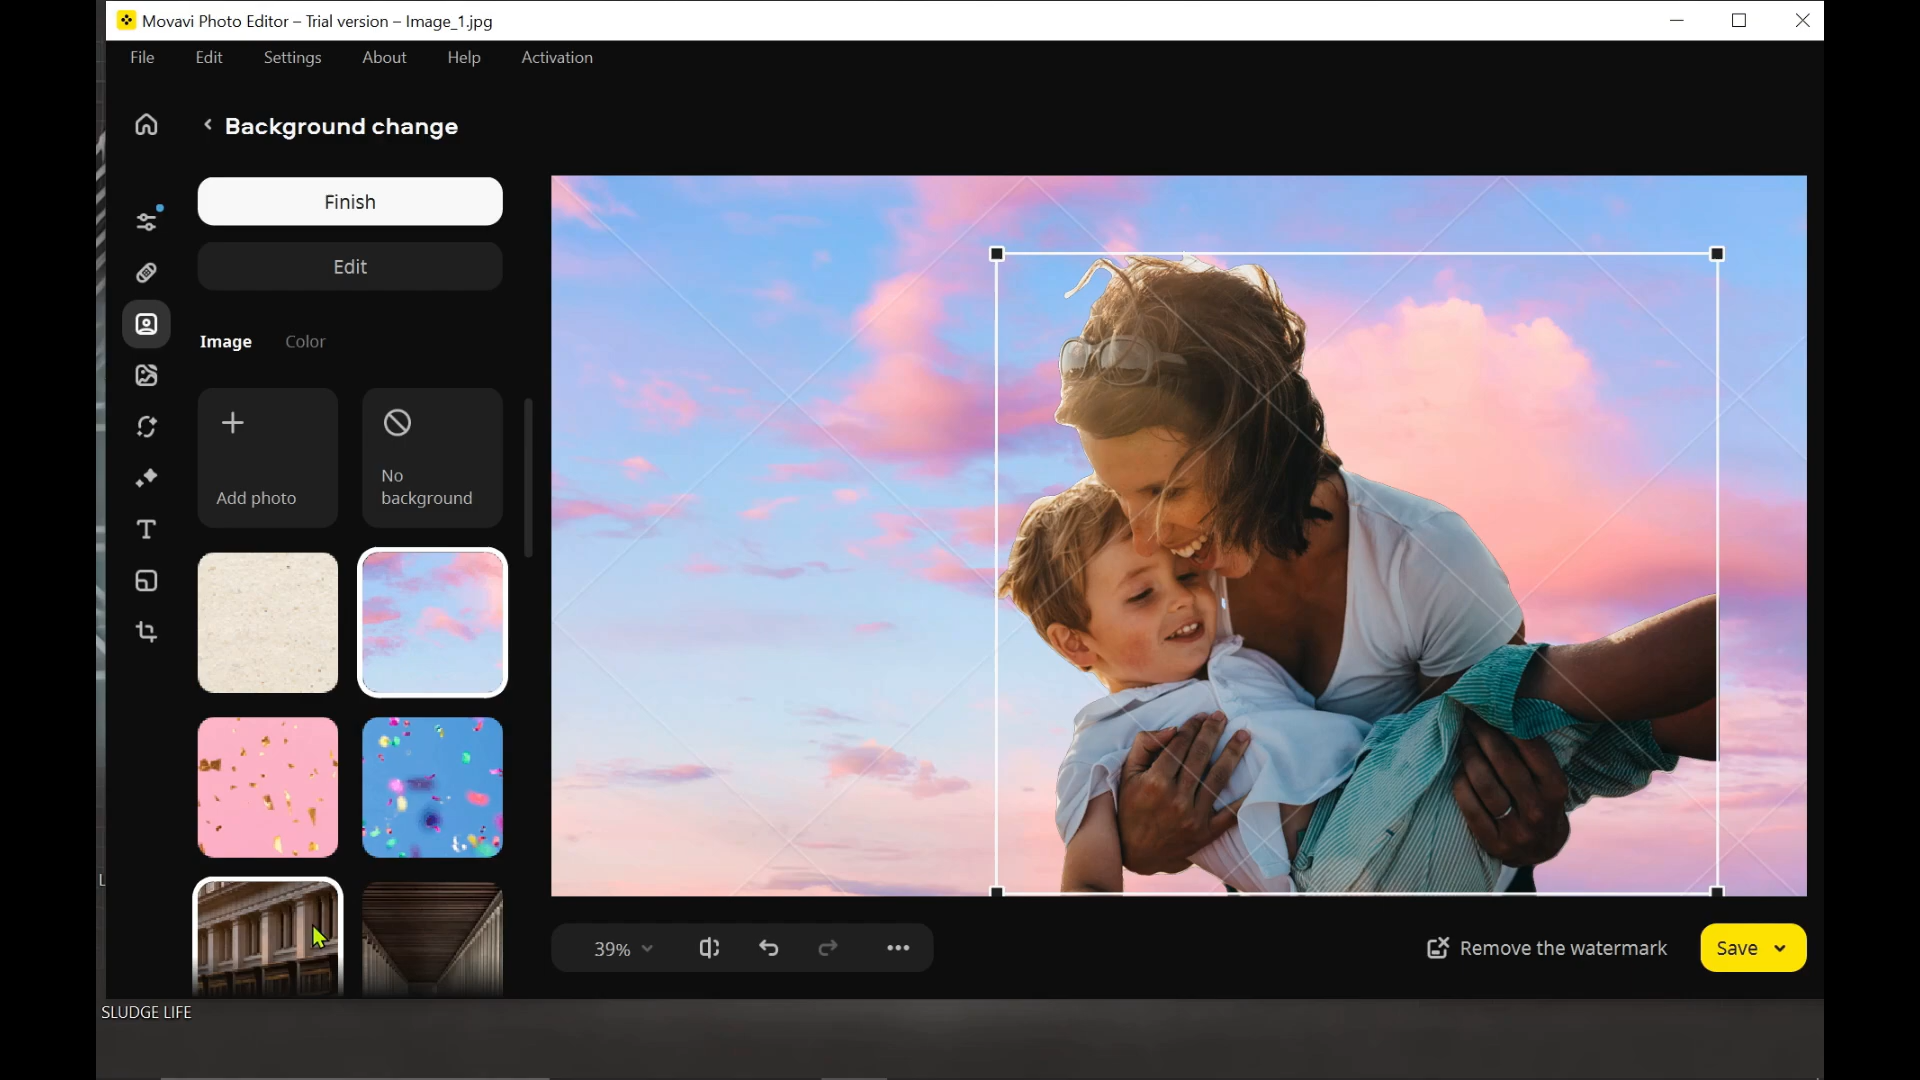 Movavi Photo Editor – Trial version – Image_1.jpg
File Edit Settings About Help Activation
Background change
Finish
Edit
Image Color
Add photo
No
background
39%
Remove the watermark
Save
L
SLUDGE LIFE